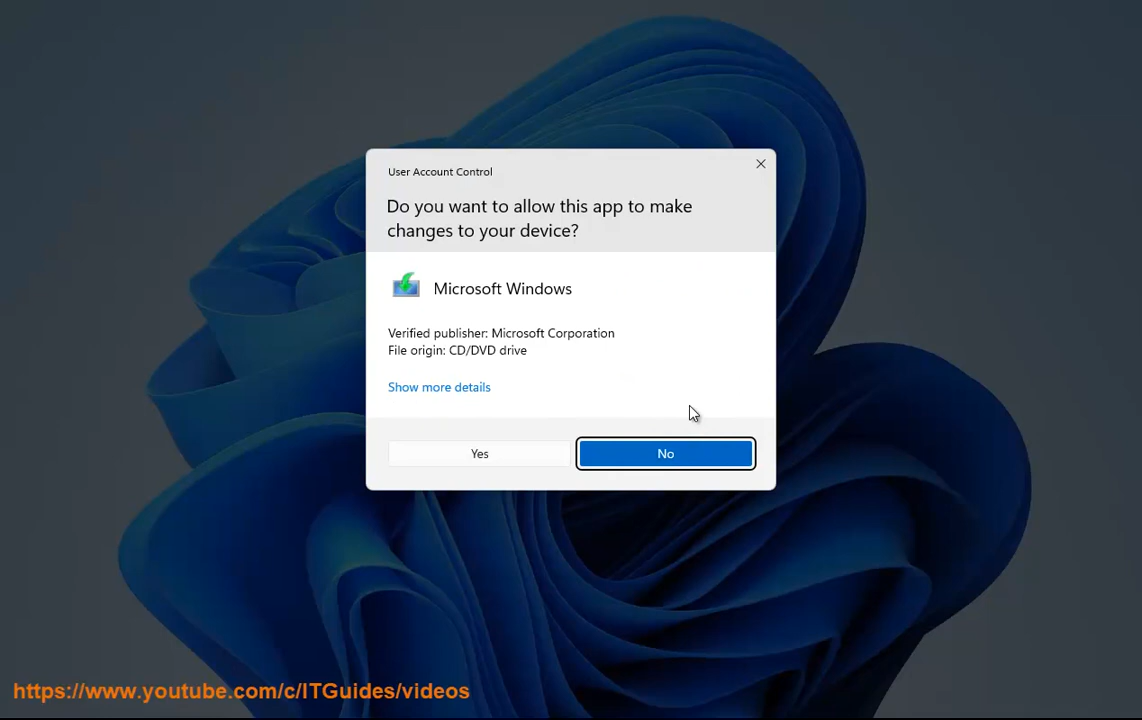 User Account Control
Do you want to allow this app to make
changes to your device?
Microsoft Windows
Verified publisher: Microsoft Corporation
File origin: CD/DVD drive
Show more details
Yes
No
https://www.youtube.com/c/ITGuides/videos